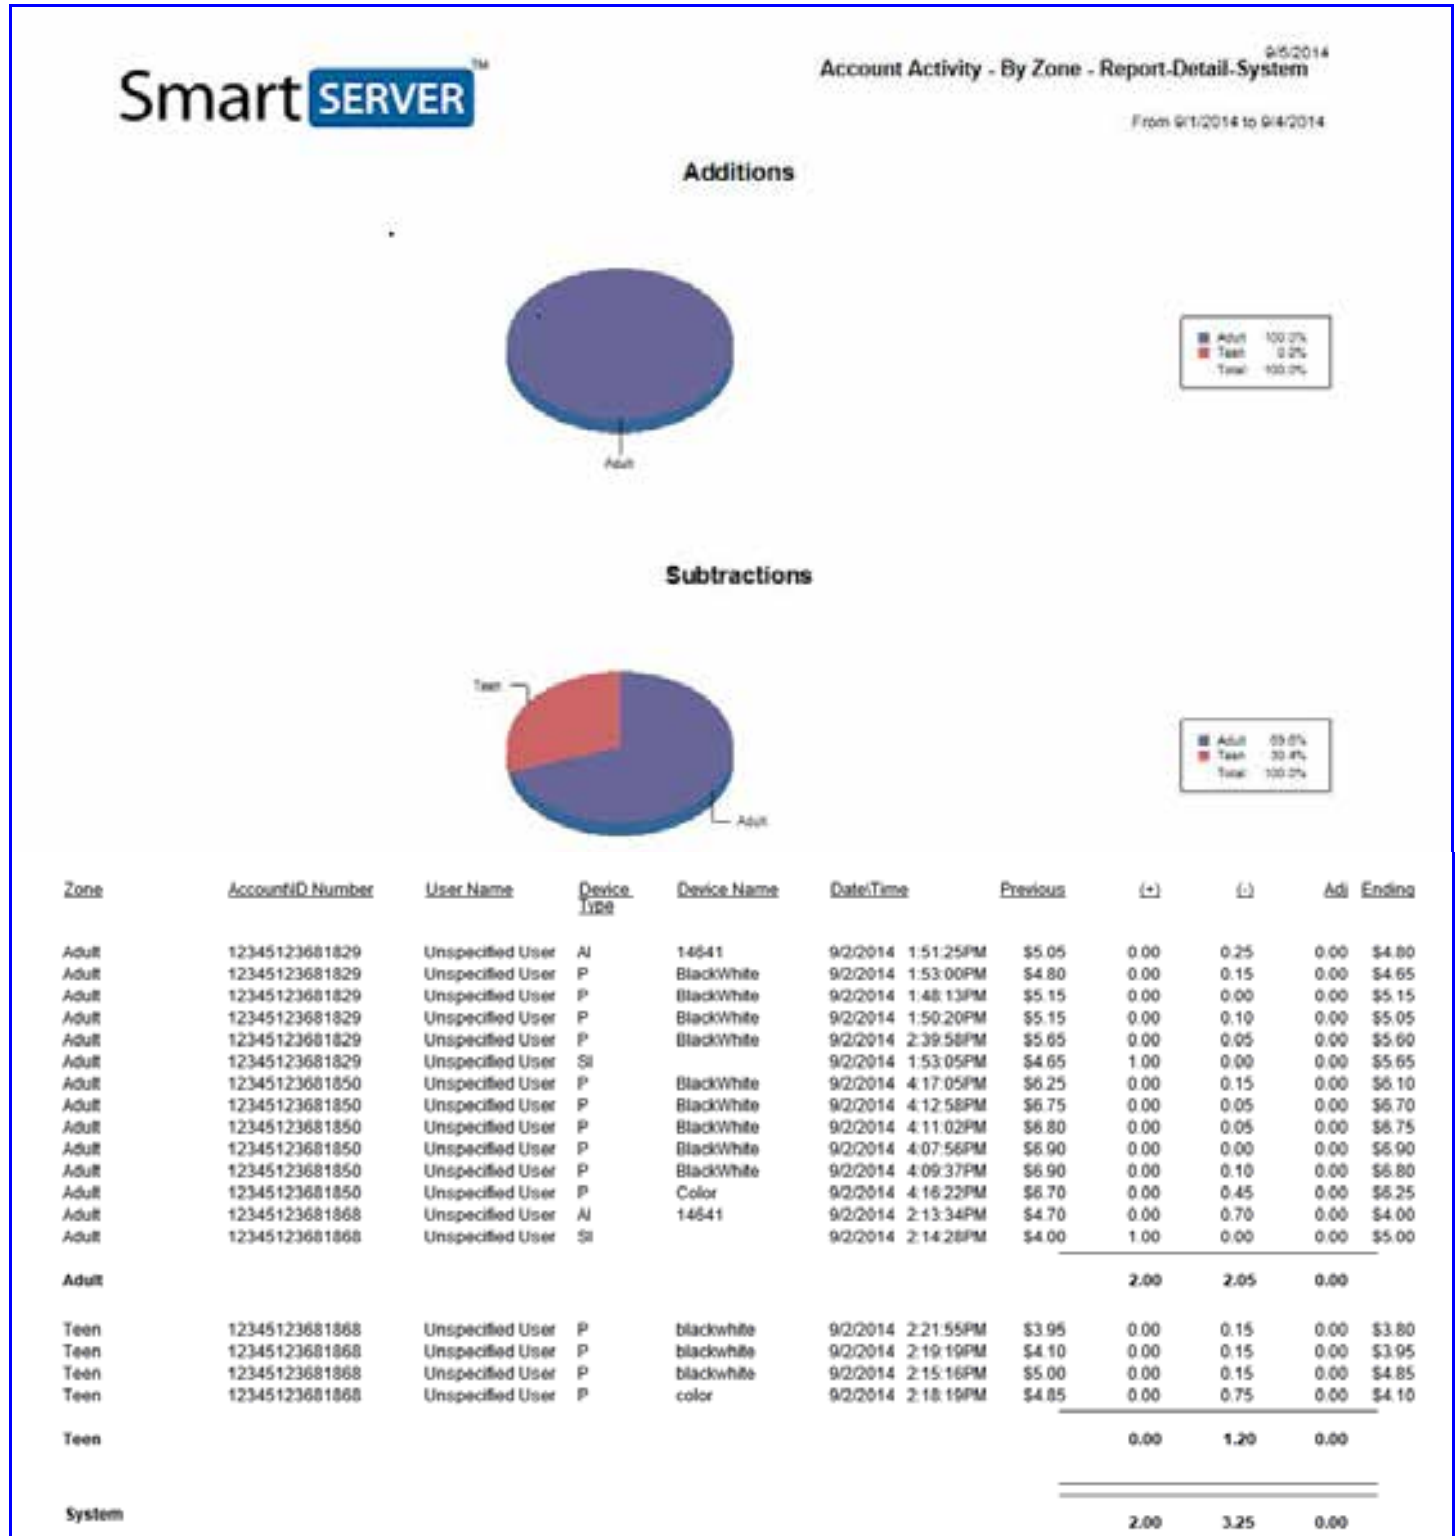 Smart SERVER ™
9/5/2014
Account Activity - By Zone - Report-Detail-System
From 9/1/2014 to 9/4/2014
Additions
Adult 100.0%
Teen 0.0%
Total: 100.0%
Adult
Subtractions
Teen
Adult 69.6%
Teen 30.4%
Total: 100.0%
Adult
Zone Account\ID Number User Name Device Type Device Name Date\Time Previous (+) (-) Adj Ending
Adult 12345123681829 Unspecified User AI 14641 9/2/2014 1:51:25PM $5.05 0.00 0.25 0.00 $4.80
Adult 12345123681829 Unspecified User P BlackWhite 9/2/2014 1:53:00PM $4.80 0.00 0.15 0.00 $4.65
Adult 12345123681829 Unspecified User P BlackWhite 9/2/2014 1:48:13PM $5.15 0.00 0.00 0.00 $5.15
Adult 12345123681829 Unspecified User P BlackWhite 9/2/2014 1:50:20PM $5.15 0.00 0.10 0.00 $5.05
Adult 12345123681829 Unspecified User P BlackWhite 9/2/2014 2:39:58PM $5.65 0.00 0.05 0.00 $5.60
Adult 12345123681829 Unspecified User SI 9/2/2014 1:53:05PM $4.65 1.00 0.00 0.00 $5.65
Adult 12345123681850 Unspecified User P BlackWhite 9/2/2014 4:17:05PM $6.25 0.00 0.15 0.00 $6.10
Adult 12345123681850 Unspecified User P BlackWhite 9/2/2014 4:12:58PM $6.75 0.00 0.05 0.00 $6.70
Adult 12345123681850 Unspecified User P BlackWhite 9/2/2014 4:11:02PM $6.80 0.00 0.05 0.00 $6.75
Adult 12345123681850 Unspecified User P BlackWhite 9/2/2014 4:07:56PM $6.90 0.00 0.00 0.00 $6.90
Adult 12345123681850 Unspecified User P BlackWhite 9/2/2014 4:09:37PM $6.90 0.00 0.10 0.00 $6.80
Adult 12345123681850 Unspecified User P Color 9/2/2014 4:16:22PM $6.70 0.00 0.45 0.00 $6.25
Adult 12345123681868 Unspecified User AI 14641 9/2/2014 2:13:34PM $4.70 0.00 0.70 0.00 $4.00
Adult 12345123681868 Unspecified User SI 9/2/2014 2:14:28PM $4.00 1.00 0.00 0.00 $5.00
Adult 2.00 2.05 0.00
Teen 12345123681868 Unspecified User P blackwhite 9/2/2014 2:21:55PM $3.95 0.00 0.15 0.00 $3.80
Teen 12345123681868 Unspecified User P blackwhite 9/2/2014 2:19:19PM $4.10 0.00 0.15 0.00 $3.95
Teen 12345123681868 Unspecified User P blackwhite 9/2/2014 2:15:16PM $5.00 0.00 0.15 0.00 $4.85
Teen 12345123681868 Unspecified User P color 9/2/2014 2:18:19PM $4.85 0.00 0.75 0.00 $4.10
Teen 0.00 1.20 0.00
System 2.00 3.25 0.00